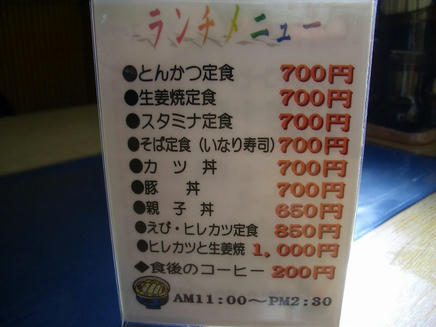 ランチメニュー
●とんかつ定食 700円
●生姜焼定食 700円
●スタミナ定食 700円
●そば定食(いなり寿司)700円
●カツ丼 700円
●豚丼 700円
●親子丼 650円
●えび・ヒレカツ定食 850円
●ヒレカツと生姜焼 1,000円
◆食後のコーヒー 200円
AM11:00〜PM2:30